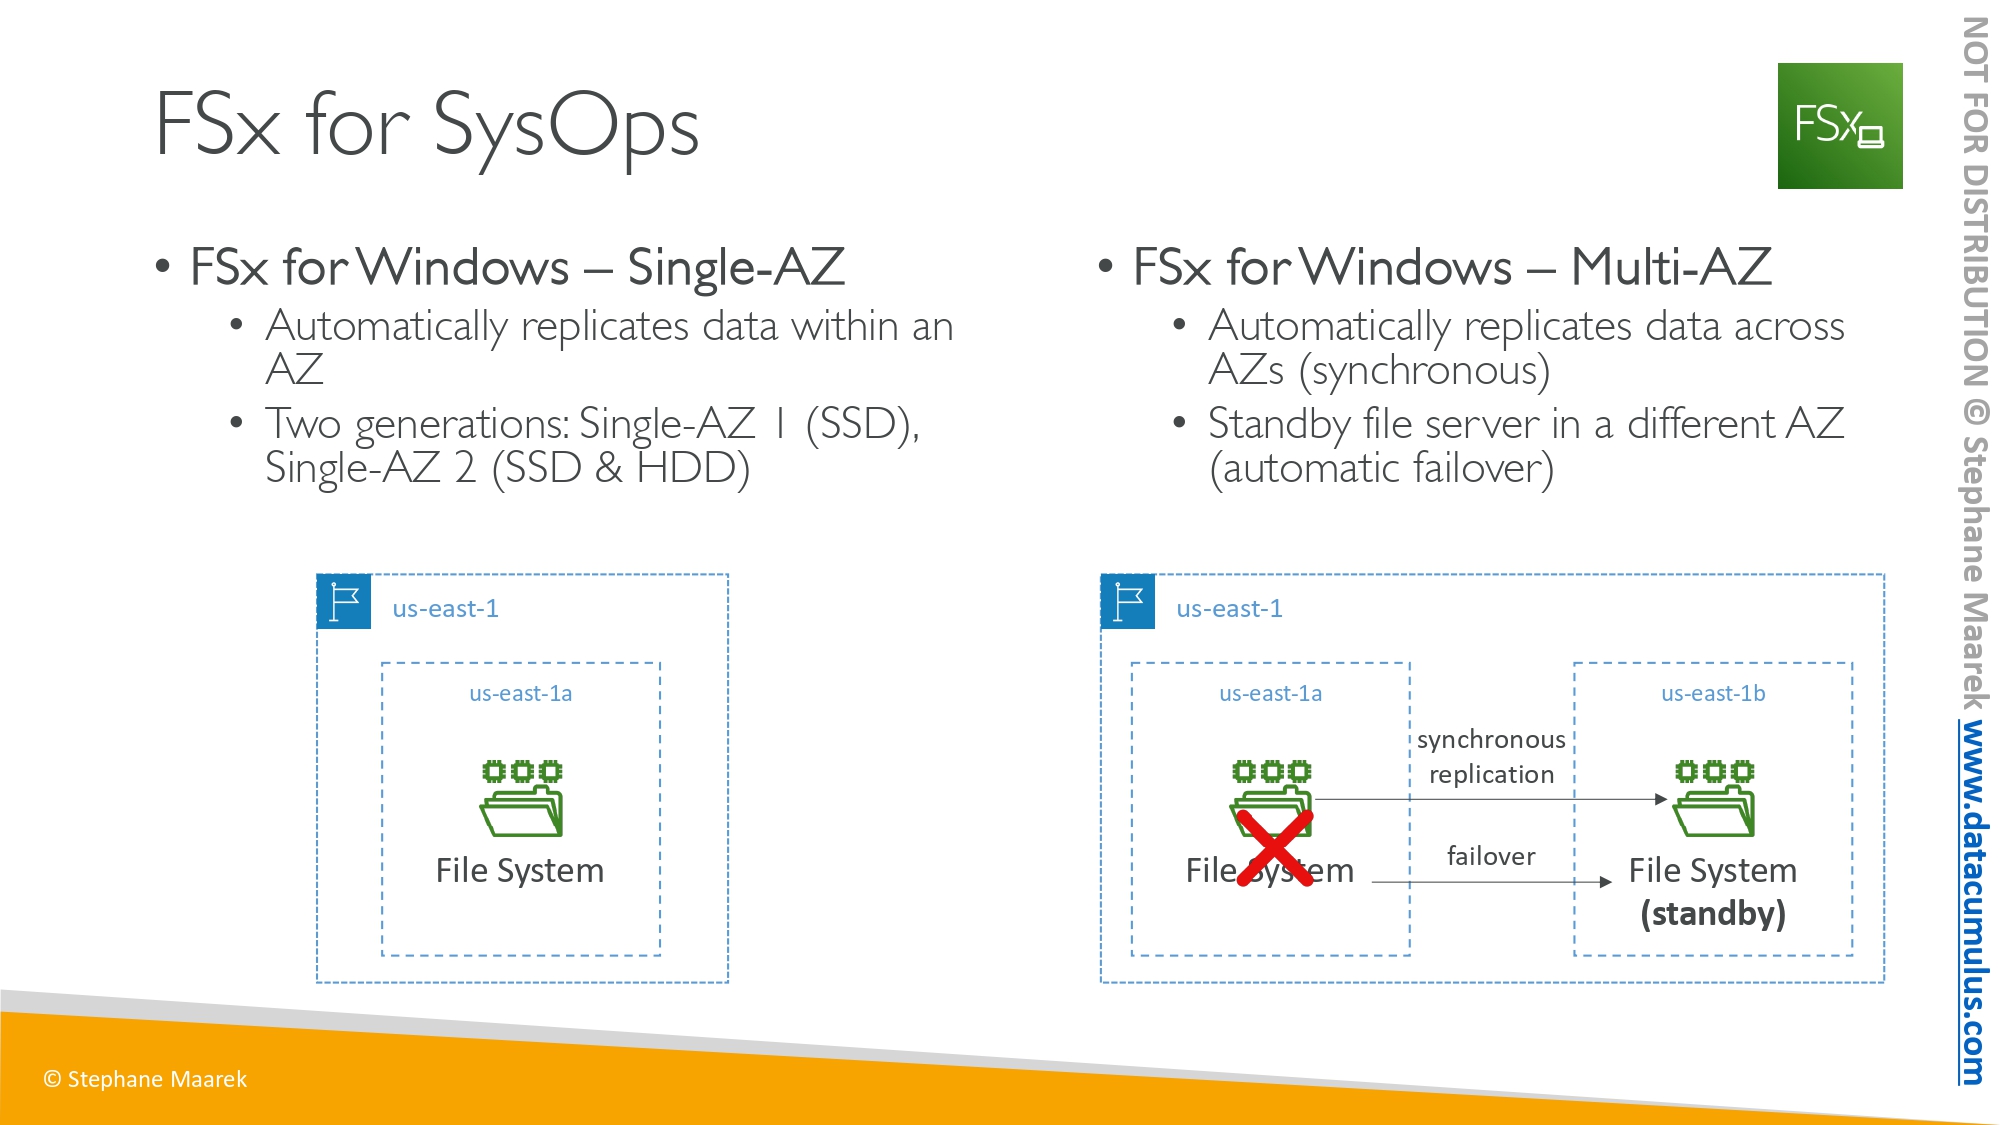 FSx for SysOps
FSx
• FSx for Windows – Single-AZ
• Automatically replicates data within an
AZ
• Two generations: Single-AZ 1 (SSD),
Single-AZ 2 (SSD & HDD)
• FSx for Windows – Multi-AZ
• Automatically replicates data across
AZs (synchronous)
• Standby file server in a different AZ
(automatic failover)
us-east-1
us-east-1a
File System
us-east-1
us-east-1a
File System
synchronous
replication
failover
us-east-1b
File System
(standby)
© Stephane Maarek
NOT FOR DISTRIBUTION © Stephane Maarek www.datacumulus.com